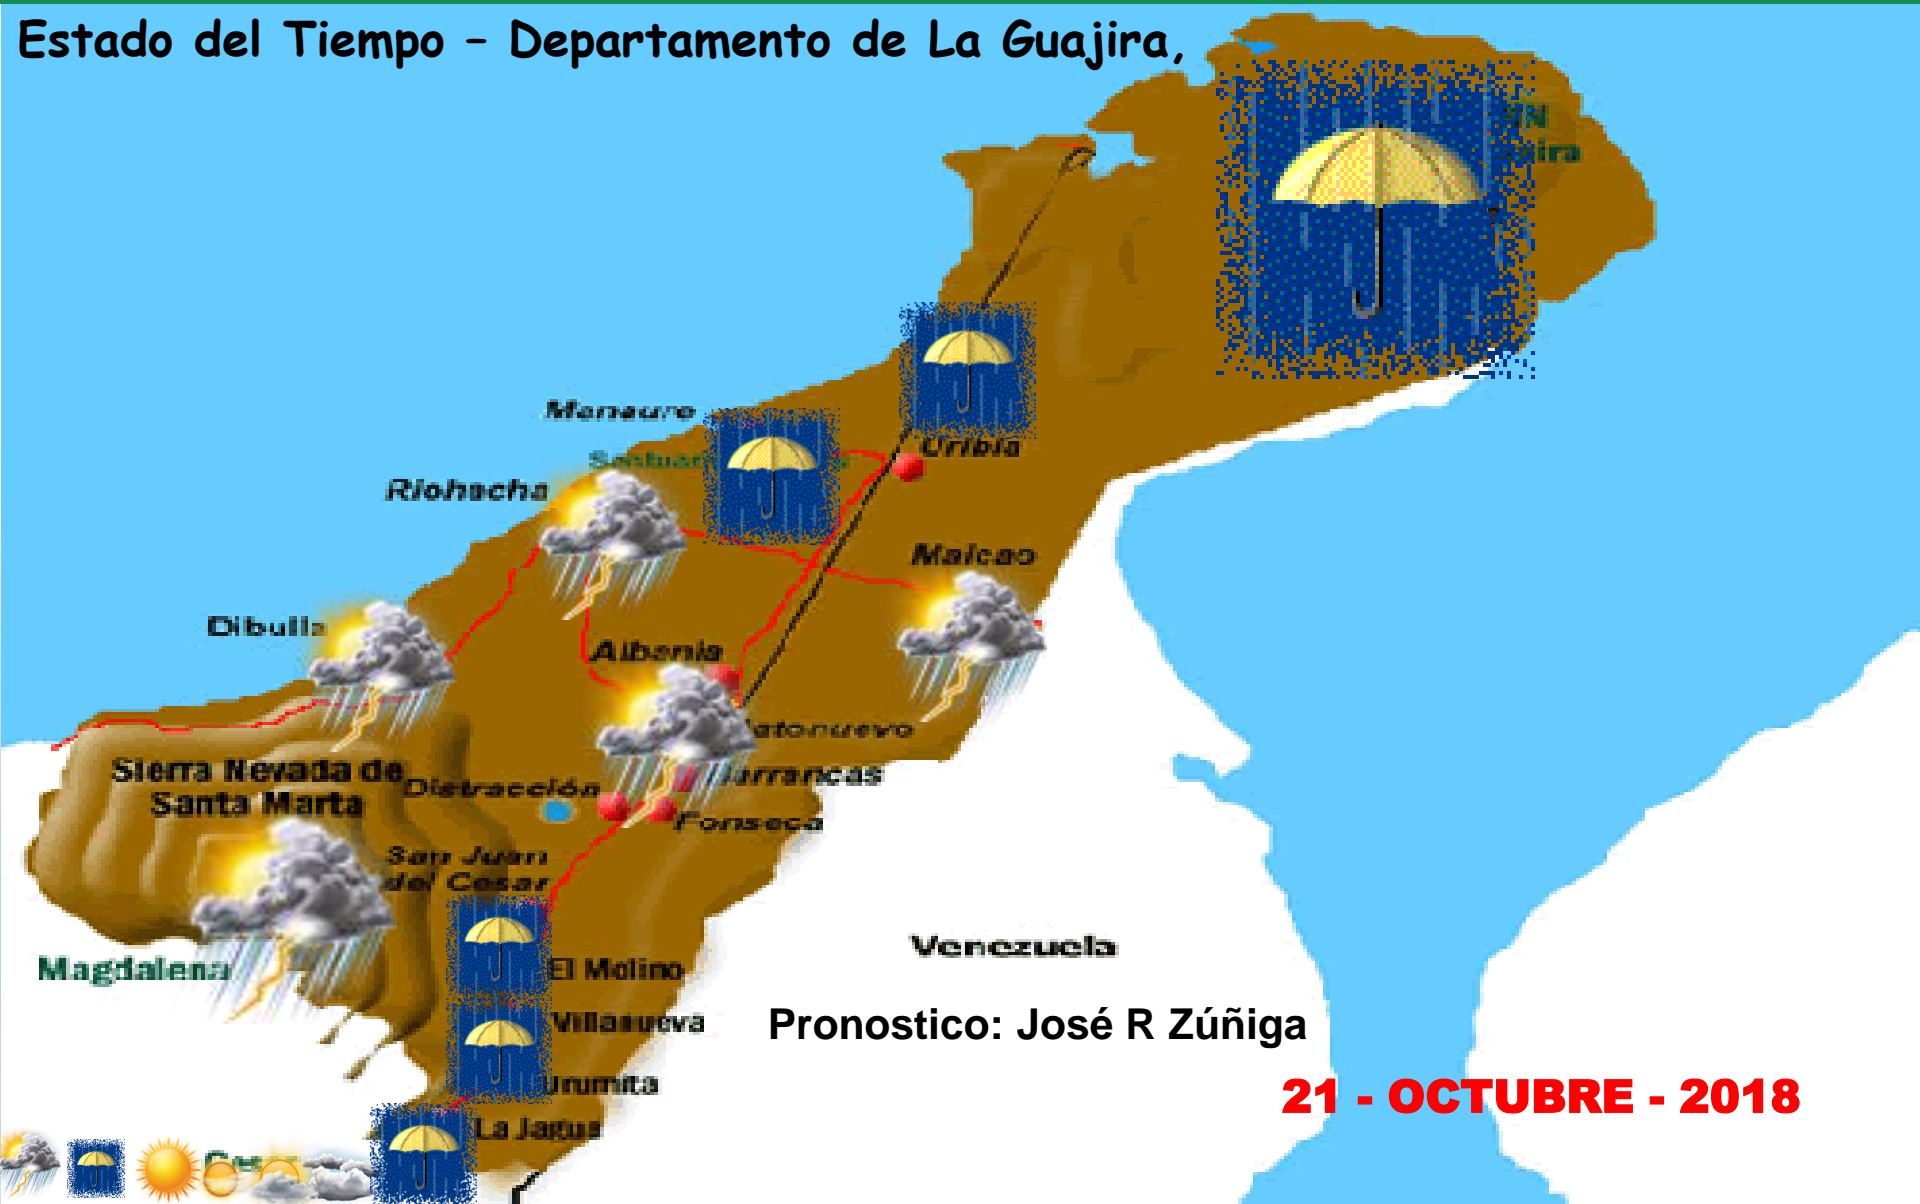 Estado del Tiempo - Departamento de La Guajira,
Manaure
Uribia
Riohacha
Maicao
Dibulla
Albania
Sierra Nevada de
Santa Marta
Distracción
Fonseca
San Juan
del Cesar
Magdalena
El Molino
Venezuela
Villanueva
Pronostico: José R Zúñiga
Urumita
21 - OCTUBRE - 2018
La Jagua